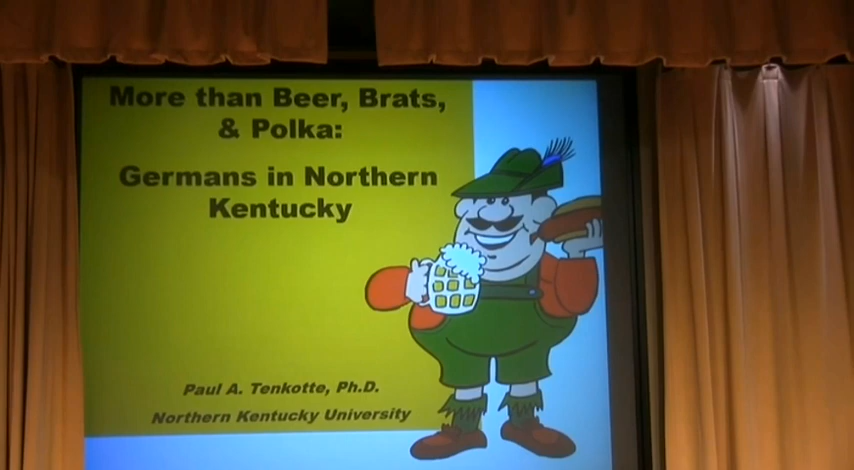 More than Beer, Brats,
& Polka:
Germans in Northern
Kentucky
Paul A. Tenkotte, Ph.D.
Northern Kentucky University